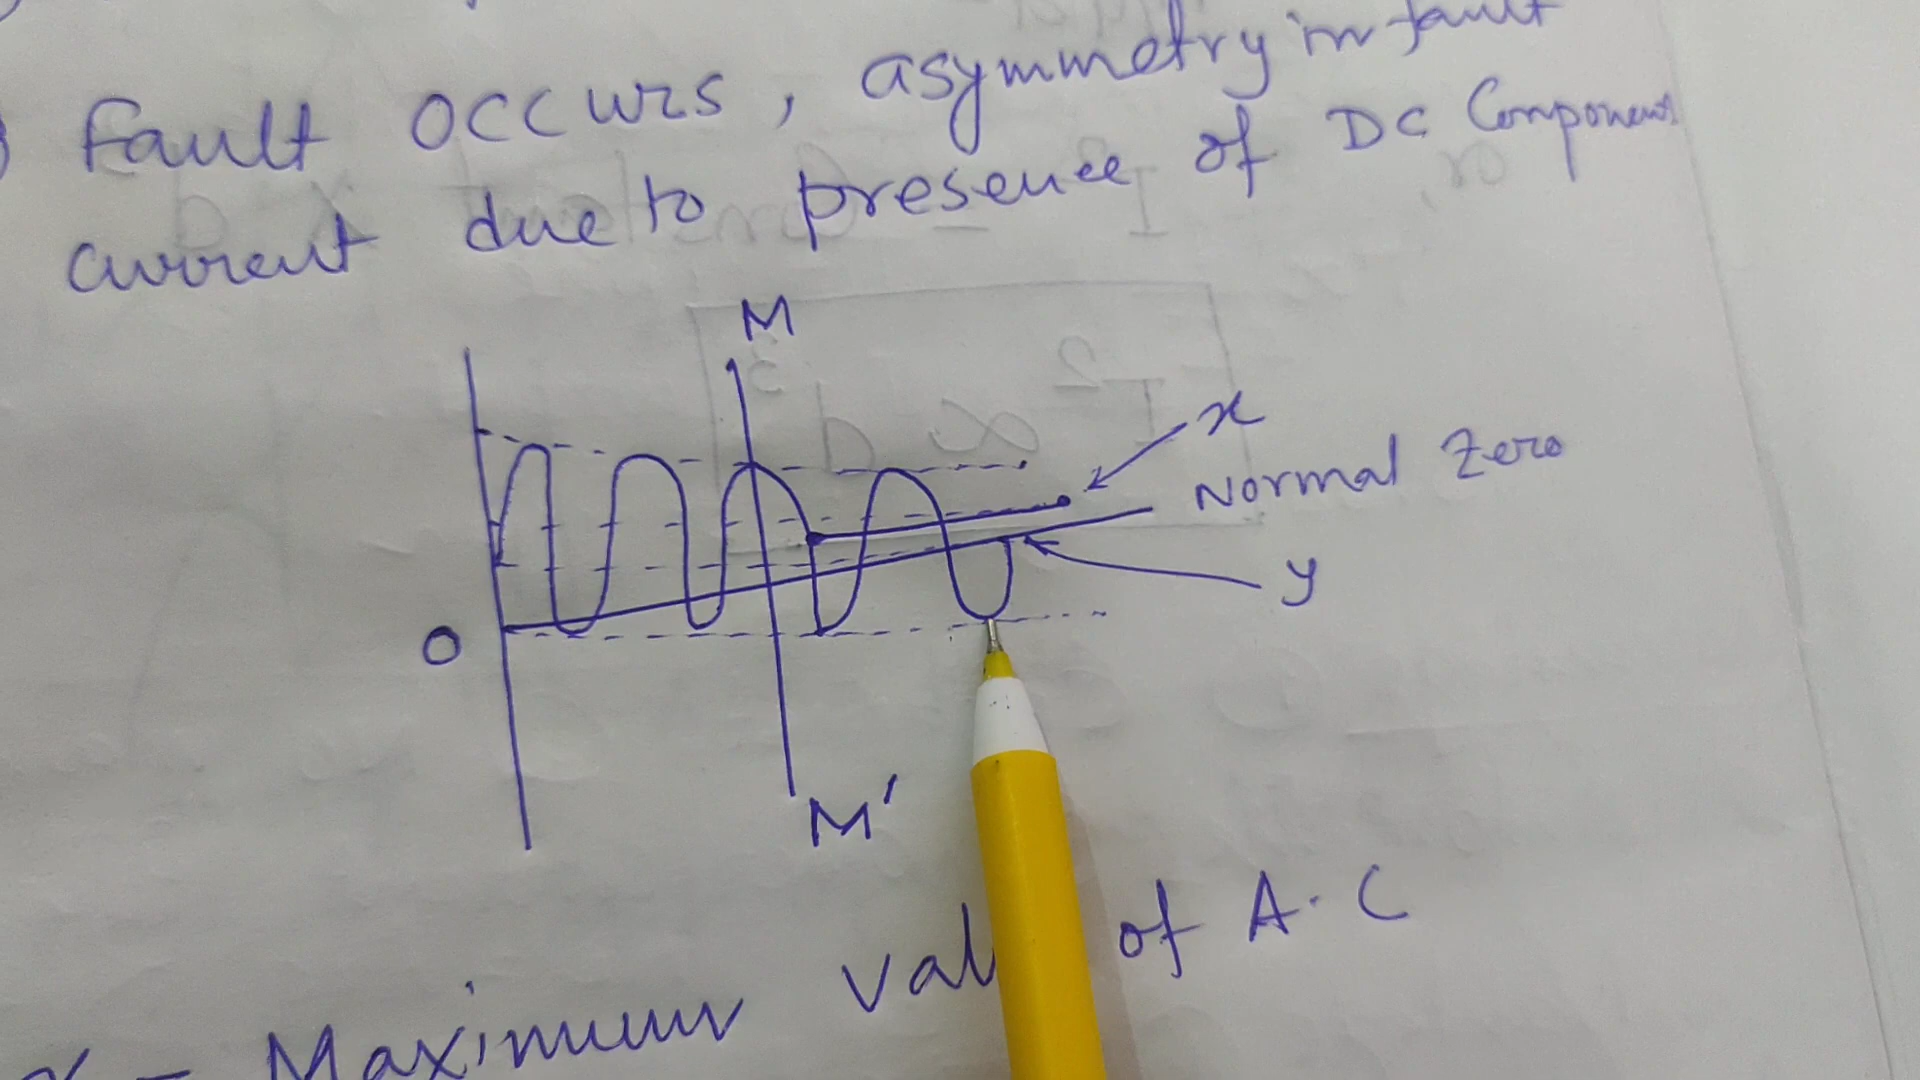 Fault occurs, asymmetry in fault
current due to presence of DC Component
M
x
Normal Zero
y
O
M'
x - Maximum val of A.C